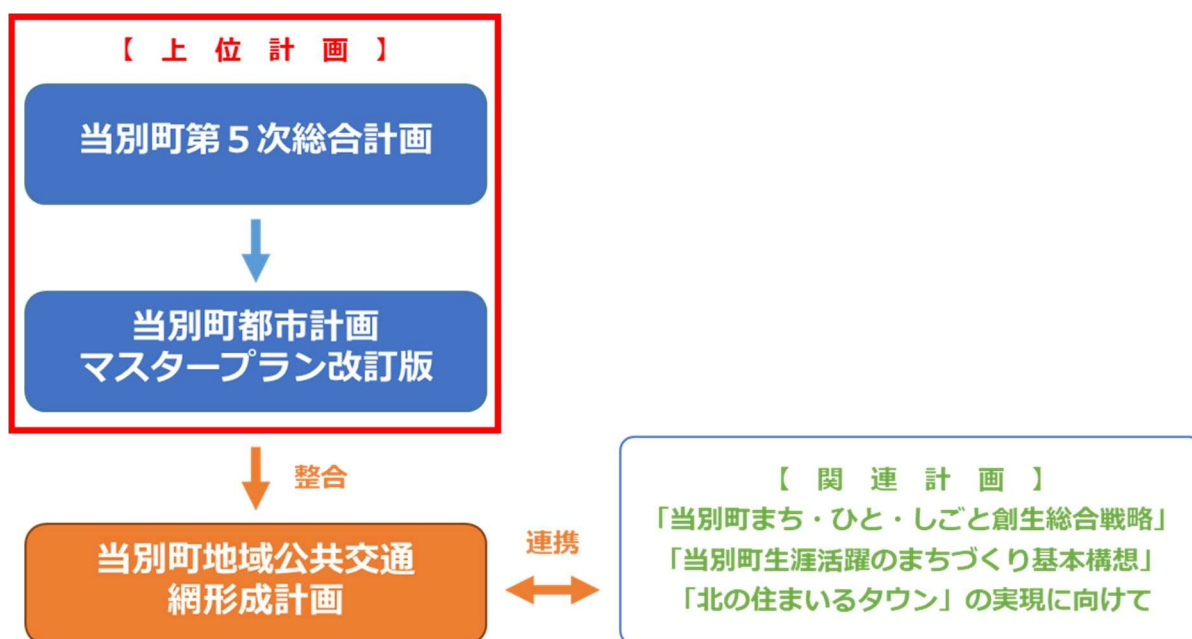 【 上 位 計 画 】
当別町第５次総合計画
当別町都市計画
マスタープラン改訂版
整合
当別町地域公共交通
網形成計画
連携
【 関 連 計 画 】
「当別町まち・ひと・しごと創生総合戦略」
「当別町生涯活躍のまちづくり基本構想」
「北の住まいるタウン」の実現に向けて